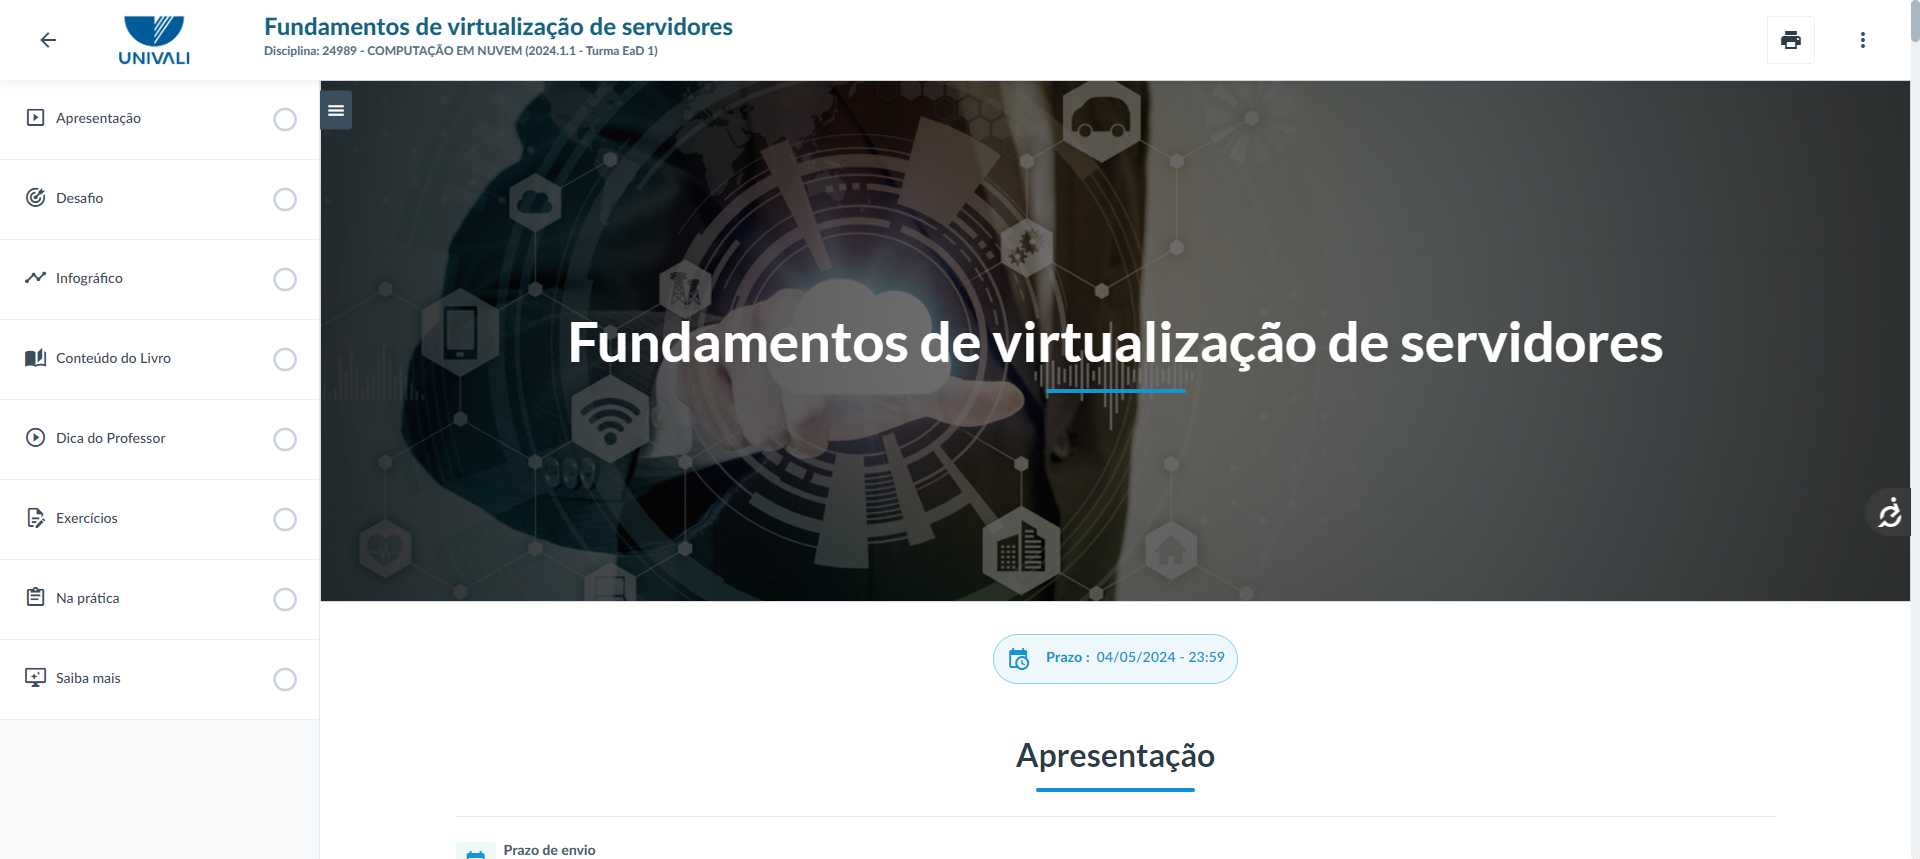 UNIVALI
Fundamentos de virtualização de servidores
Disciplina: 24989 - COMPUTAÇÃO EM NUVEM (2024.1.1 - Turma EaD 1)
Apresentação
Desafio
Infográfico
Conteúdo do Livro
Dica do Professor
Exercícios
Na prática
Saiba mais
Fundamentos de virtualização de servidores
Prazo : 04/05/2024 - 23:59
Apresentação
Prazo de envio